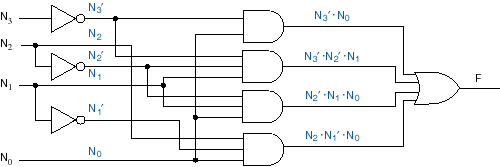 N₃ N₃′ N₃′·N₀
N₂ N₂
N₂′ N₃′·N₂′·N₁ F
N₁ N₁
N₂′·N₁·N₀
N₁′
N₂·N₁′·N₀
N₀ N₀